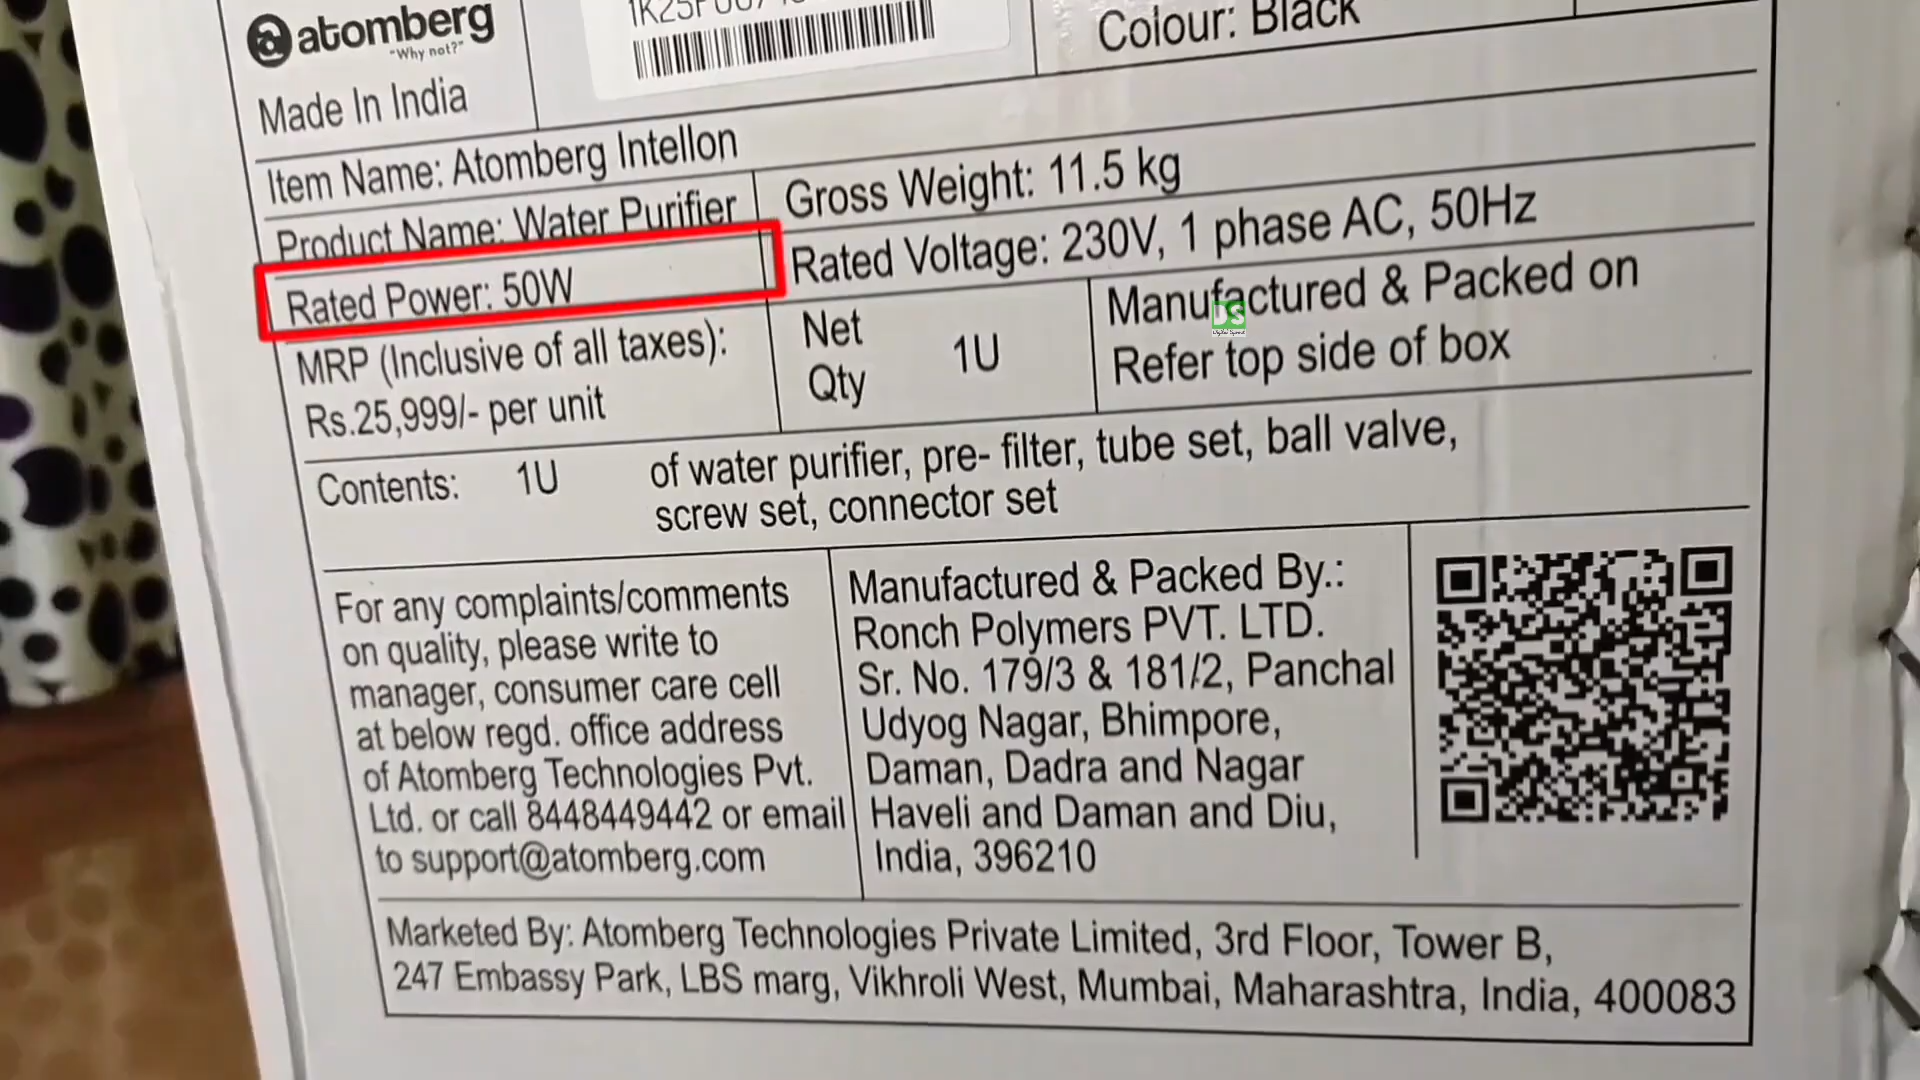 atomberg
"Why not?"
Made In India
Colour: Black
Item Name: Atomberg Intellon
Product Name: Water Purifier
Gross Weight: 11.5 kg
Rated Power: 50W
Rated Voltage: 230V, 1 phase AC, 50Hz
MRP (Inclusive of all taxes):
Rs.25,999/- per unit
Net
Qty
1U
Manufactured & Packed on
Refer top side of box
DS
Contents: 1U of water purifier, pre- filter, tube set, ball valve,
screw set, connector set
For any complaints/comments
on quality, please write to
manager, consumer care cell
at below regd. office address
of Atomberg Technologies Pvt.
Ltd. or call 8448449442 or email
to support@atomberg.com
Manufactured & Packed By.:
Ronch Polymers PVT. LTD.
Sr. No. 179/3 & 181/2, Panchal
Udyog Nagar, Bhimpore,
Daman, Dadra and Nagar
Haveli and Daman and Diu,
India, 396210
Marketed By: Atomberg Technologies Private Limited, 3rd Floor, Tower B,
247 Embassy Park, LBS marg, Vikhroli West, Mumbai, Maharashtra, India, 400083